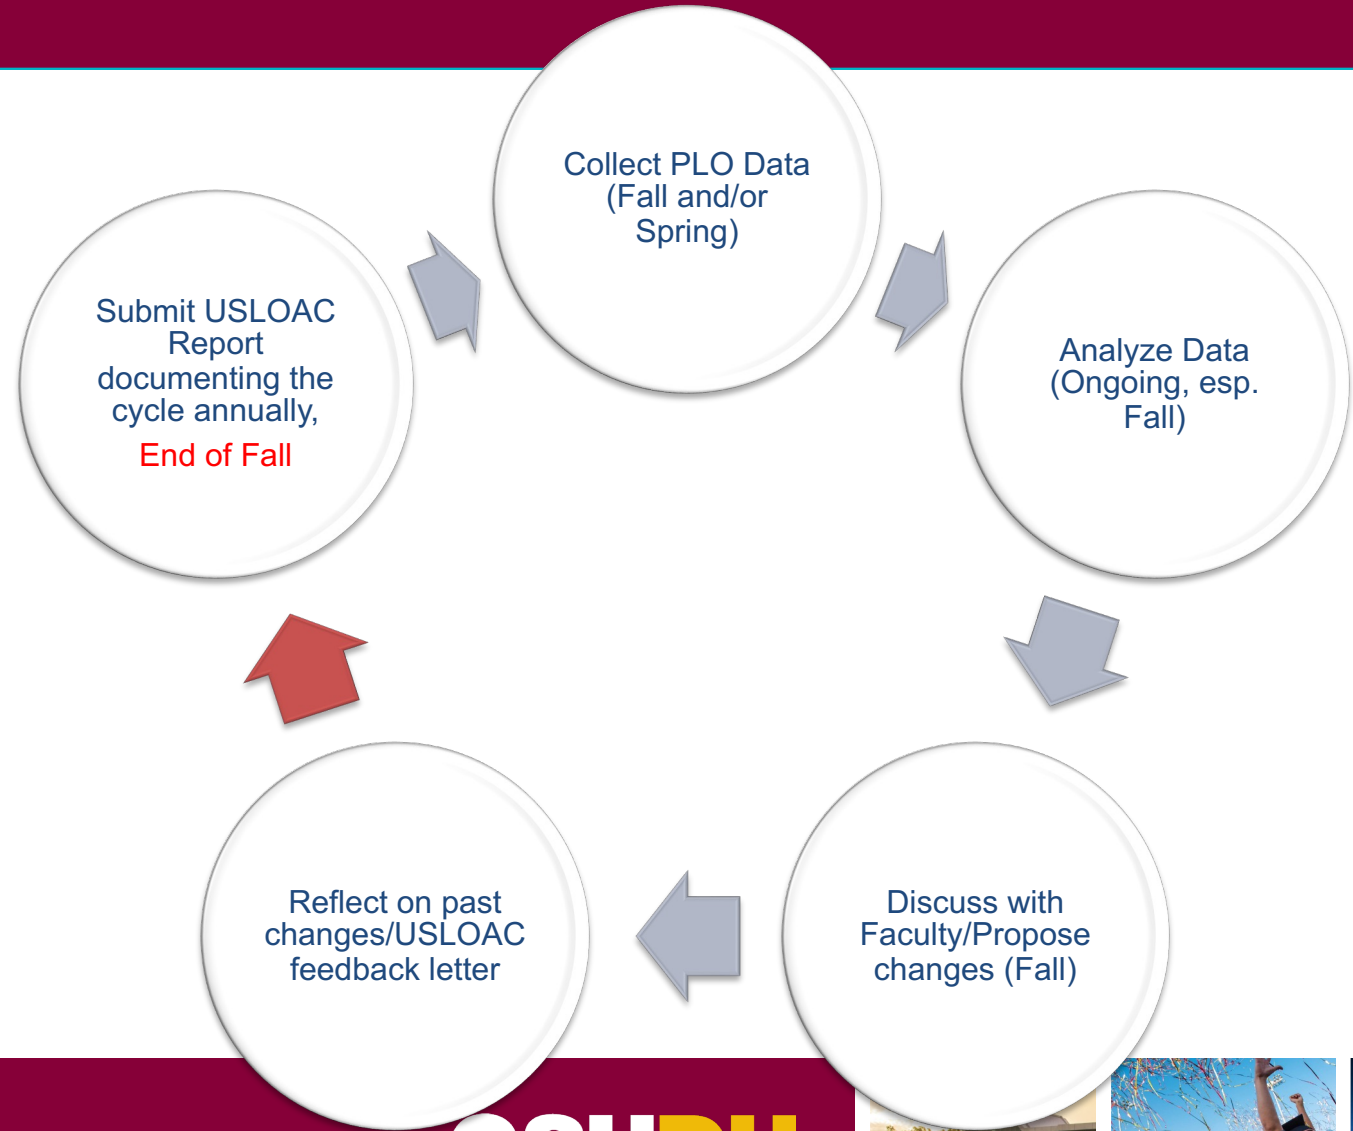 Collect PLO Data
(Fall and/or
Spring)
Analyze Data
(Ongoing, esp.
Fall)
Discuss with
Faculty/Propose
changes (Fall)
Reflect on past
changes/USLOAC
feedback letter
Submit USLOAC
Report
documenting the
cycle annually,
End of Fall